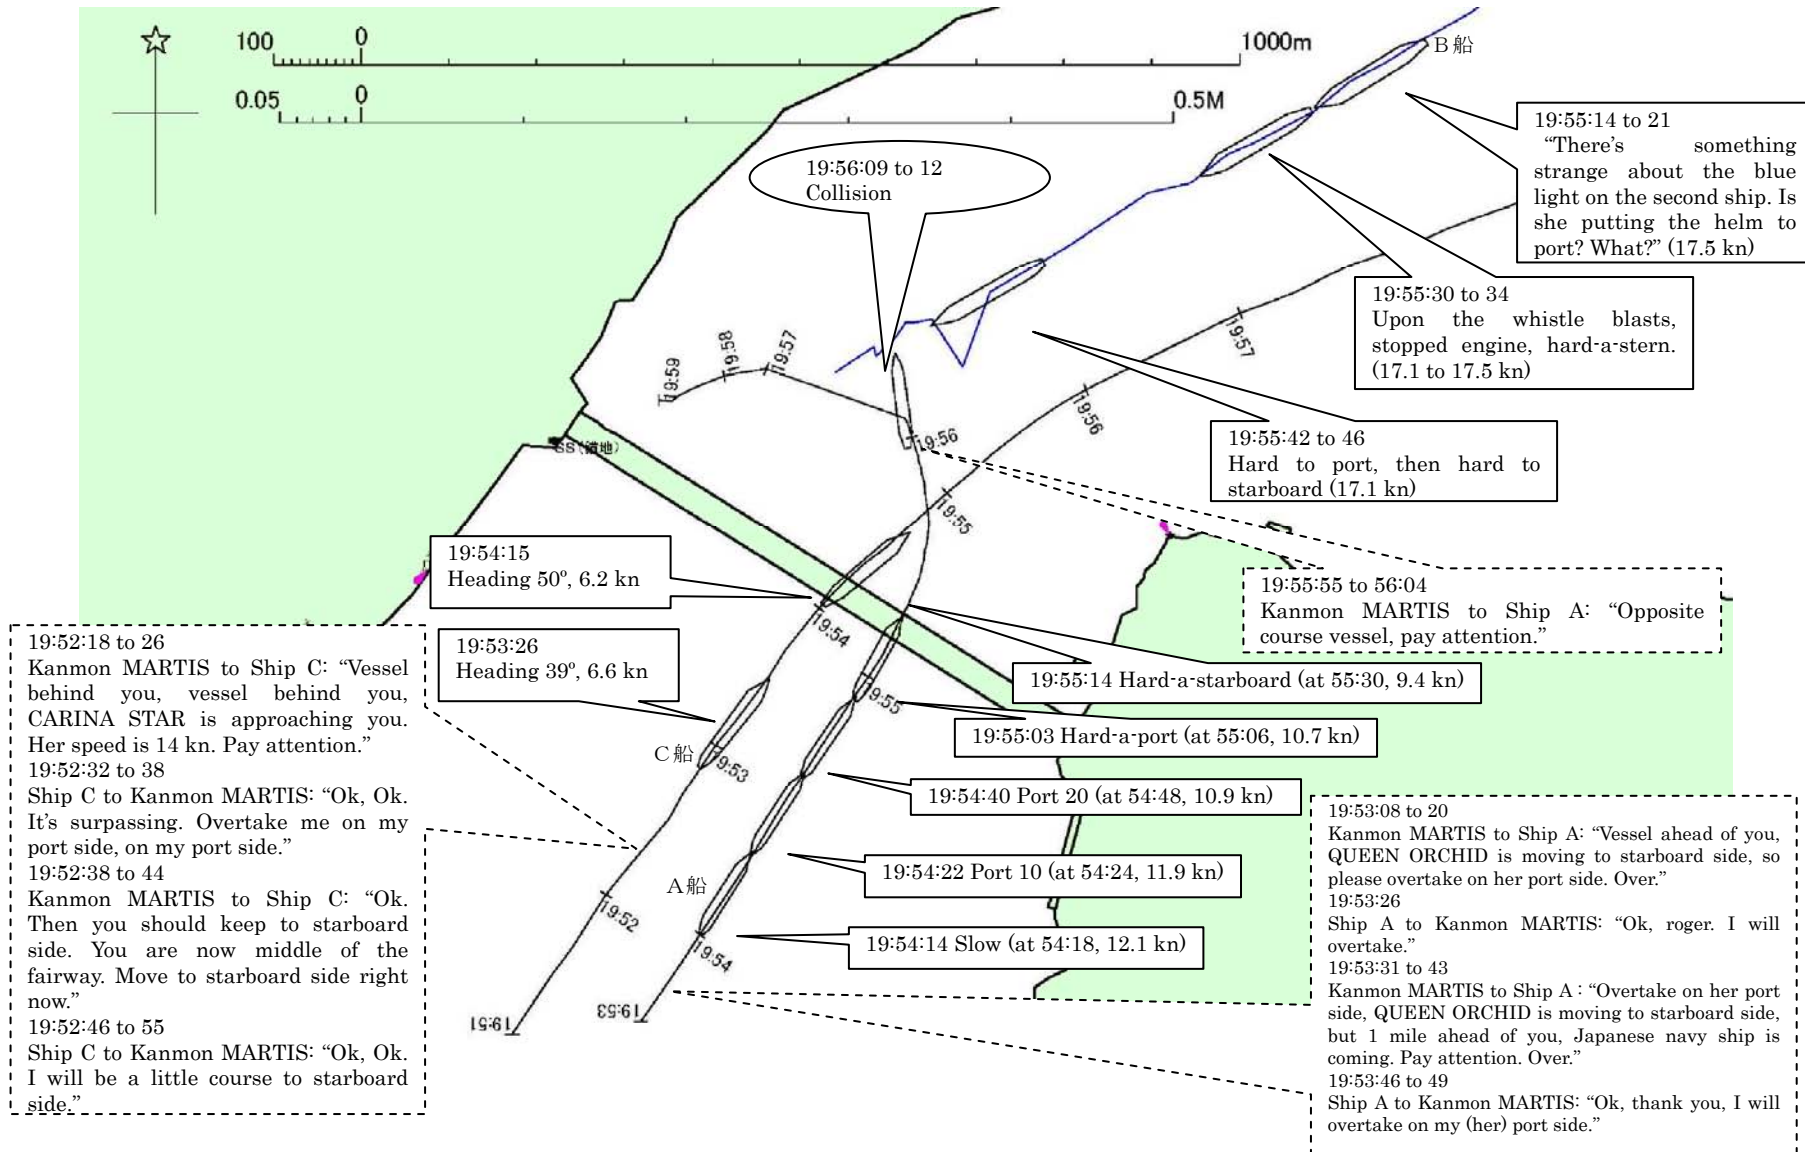 100 0 1000m
0.05 0 0.5M
B船
19:55:14 to 21
“There’s something
strange about the blue
light on the second ship. Is
she putting the helm to
port? What?” (17.5 kn)
19:56:09 to 12
Collision
19:55:30 to 34
Upon the whistle blasts,
stopped engine, hard-a-stern.
(17.1 to 17.5 kn)
19:57
19:58
19:57
19:59
19:56
19:56
19:55:42 to 46
Hard to port, then hard to
starboard (17.1 kn)
19:55
19:54:15
Heading 50º, 6.2 kn
19:55:55 to 56:04
Kanmon MARTIS to Ship A: “Opposite
course vessel, pay attention.”
19:54
19:53:26
Heading 39º, 6.6 kn
19:55:14 Hard-a-starboard (at 55:30, 9.4 kn)
19:55
19:55:03 Hard-a-port (at 55:06, 10.7 kn)
C船
19:53
19:54:40 Port 20 (at 54:48, 10.9 kn)
19:54:22 Port 10 (at 54:24, 11.9 kn)
A船
19:52
19:54:14 Slow (at 54:18, 12.1 kn)
19:54
19:51
19:53
19:52:18 to 26
Kanmon MARTIS to Ship C: “Vessel
behind you, vessel behind you,
CARINA STAR is approaching you.
Her speed is 14 kn. Pay attention.”
19:52:32 to 38
Ship C to Kanmon MARTIS: “Ok, Ok.
It’s surpassing. Overtake me on my
port side, on my port side.”
19:52:38 to 44
Kanmon MARTIS to Ship C: “Ok.
Then you should keep to starboard
side. You are now middle of the
fairway. Move to starboard side right
now.”
19:52:46 to 55
Ship C to Kanmon MARTIS: “Ok, Ok.
I will be a little course to starboard
side.”
19:53:08 to 20
Kanmon MARTIS to Ship A: “Vessel ahead of you,
QUEEN ORCHID is moving to starboard side, so
please overtake on her port side. Over.”
19:53:26
Ship A to Kanmon MARTIS: “Ok, roger. I will
overtake.”
19:53:31 to 43
Kanmon MARTIS to Ship A : “Overtake on her port
side, QUEEN ORCHID is moving to starboard side,
but 1 mile ahead of you, Japanese navy ship is
coming. Pay attention. Over.”
19:53:46 to 49
Ship A to Kanmon MARTIS: “Ok, thank you, I will
overtake on my (her) port side.”